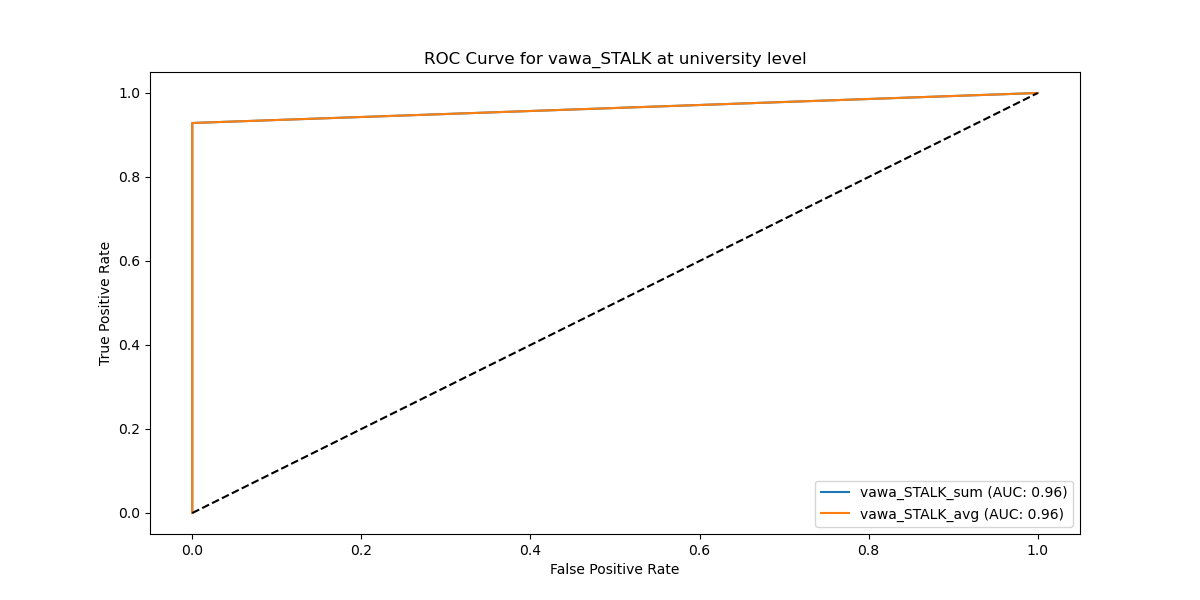 ROC Curve for vawa_STALK at university level
True Positive Rate
1.0
0.8
0.6
0.4
0.2
0.0
0.0 0.2 0.4 0.6 0.8 1.0
False Positive Rate
vawa_STALK_sum (AUC: 0.96)
vawa_STALK_avg (AUC: 0.96)